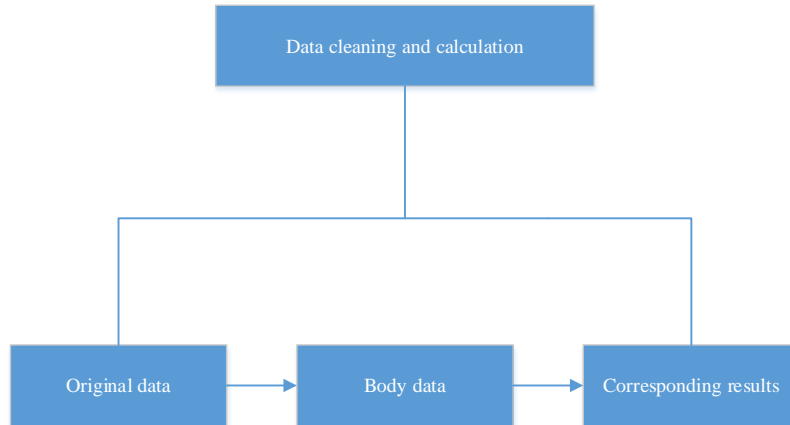 Data cleaning and calculation
Original data
Body data
Corresponding results